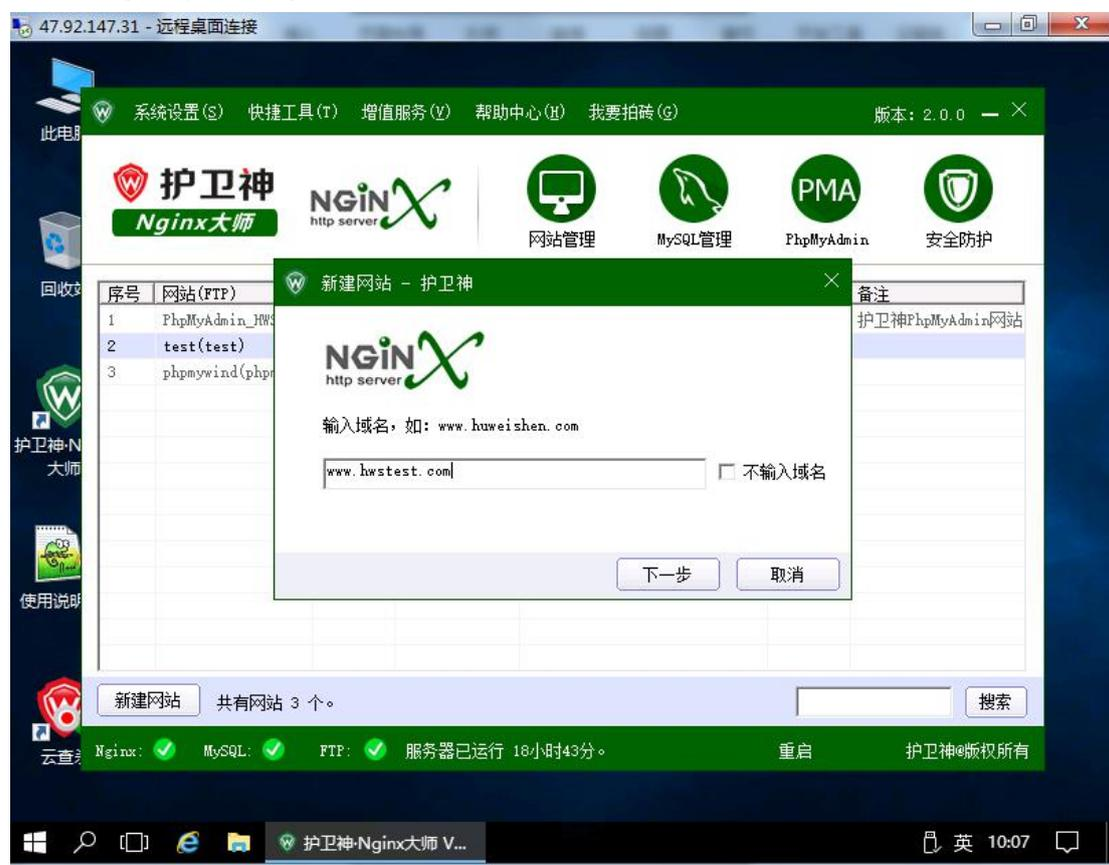 47.92.147.31 - 远程桌面连接
系统设置(S) 快捷工具(T) 增值服务(V) 帮助中心(H) 我要拍砖(G) 版本: 2.0.0
此电脑
护卫神
Nginx大师
NGiNX
http server
网站管理 MySQL管理 PMA PhpMyAdmin 安全防护
回收站
序号 网站(FTP) 备注
1 PhpMyAdmin_HWS 护卫神PhpMyAdmin网站
2 test(test)
3 phpmywind(phpm
新建网站 - 护卫神
NGiNX
http server
输入域名，如: www.huweishen.com
www.hwstest.com 不输入域名
下一步 取消
护卫神·N
大师
使用说明
新建网站 共有网站 3 个。 搜索
云查杀
Nginx: MySQL: FTP: 服务器已运行 18小时43分。 重启 护卫神®版权所有
护卫神·Nginx大师 V...
英 10:07